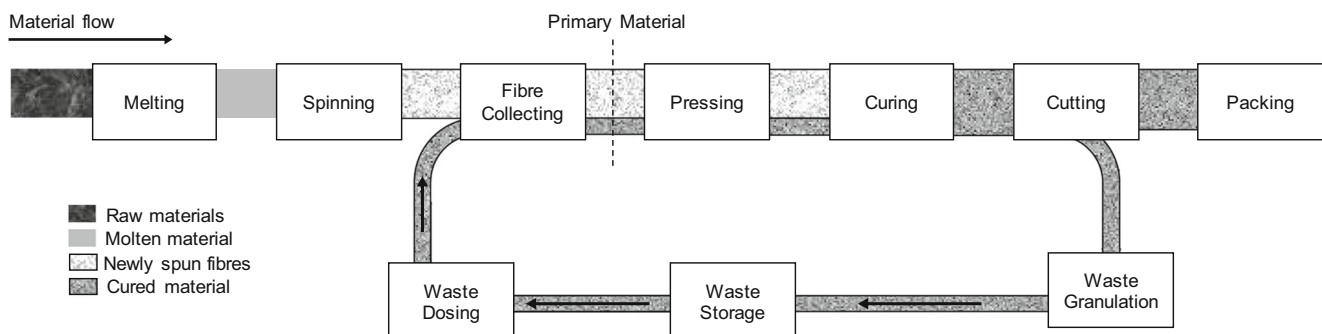 Material flow
Primary Material
Melting
Spinning
Fibre
Collecting
Pressing
Curing
Cutting
Packing
Raw materials
Molten material
Newly spun fibres
Cured material
Waste
Dosing
Waste
Storage
Waste
Granulation